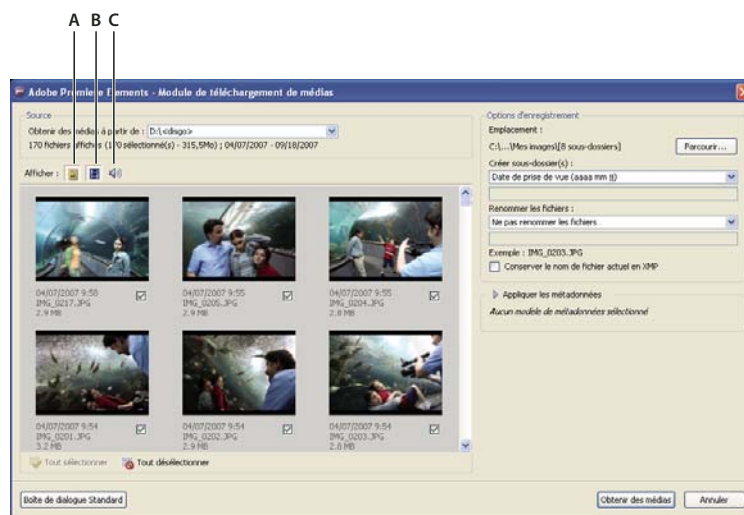 A B C
Adobe Premiere Elements - Module de téléchargement de médias
Source
Obtenir des médias à partir de : D:\<disgo>
170 fichiers affichés (170 sélectionné(s) - 315,5Mo) ; 04/07/2007 - 09/18/2007
Afficher :
04/07/2007 9:58
IMG_0217.JPG
2.9 MB
04/07/2007 9:55
IMG_0205.JPG
2.9 MB
04/07/2007 9:55
IMG_0204.JPG
2.8 MB
04/07/2007 9:54
IMG_0201.JPG
3.2 MB
04/07/2007 9:54
IMG_0202.JPG
2.9 MB
04/07/2007 9:54
IMG_0203.JPG
2.8 MB
Tout sélectionner Tout désélectionner
Options d'enregistrement
Emplacement :
C:\...\Mes images\[8 sous-dossiers] Parcourir...
Créer sous-dossier(s) :
Date de prise de vue (aaaa mm jj)
Renommer les fichiers :
Ne pas renommer les fichiers
Exemple : IMG_0203.JPG
Conserver le nom de fichier actuel en XMP
Appliquer les métadonnées
Aucun modèle de métadonnées sélectionné
Boîte de dialogue Standard Obtenir des médias Annuler